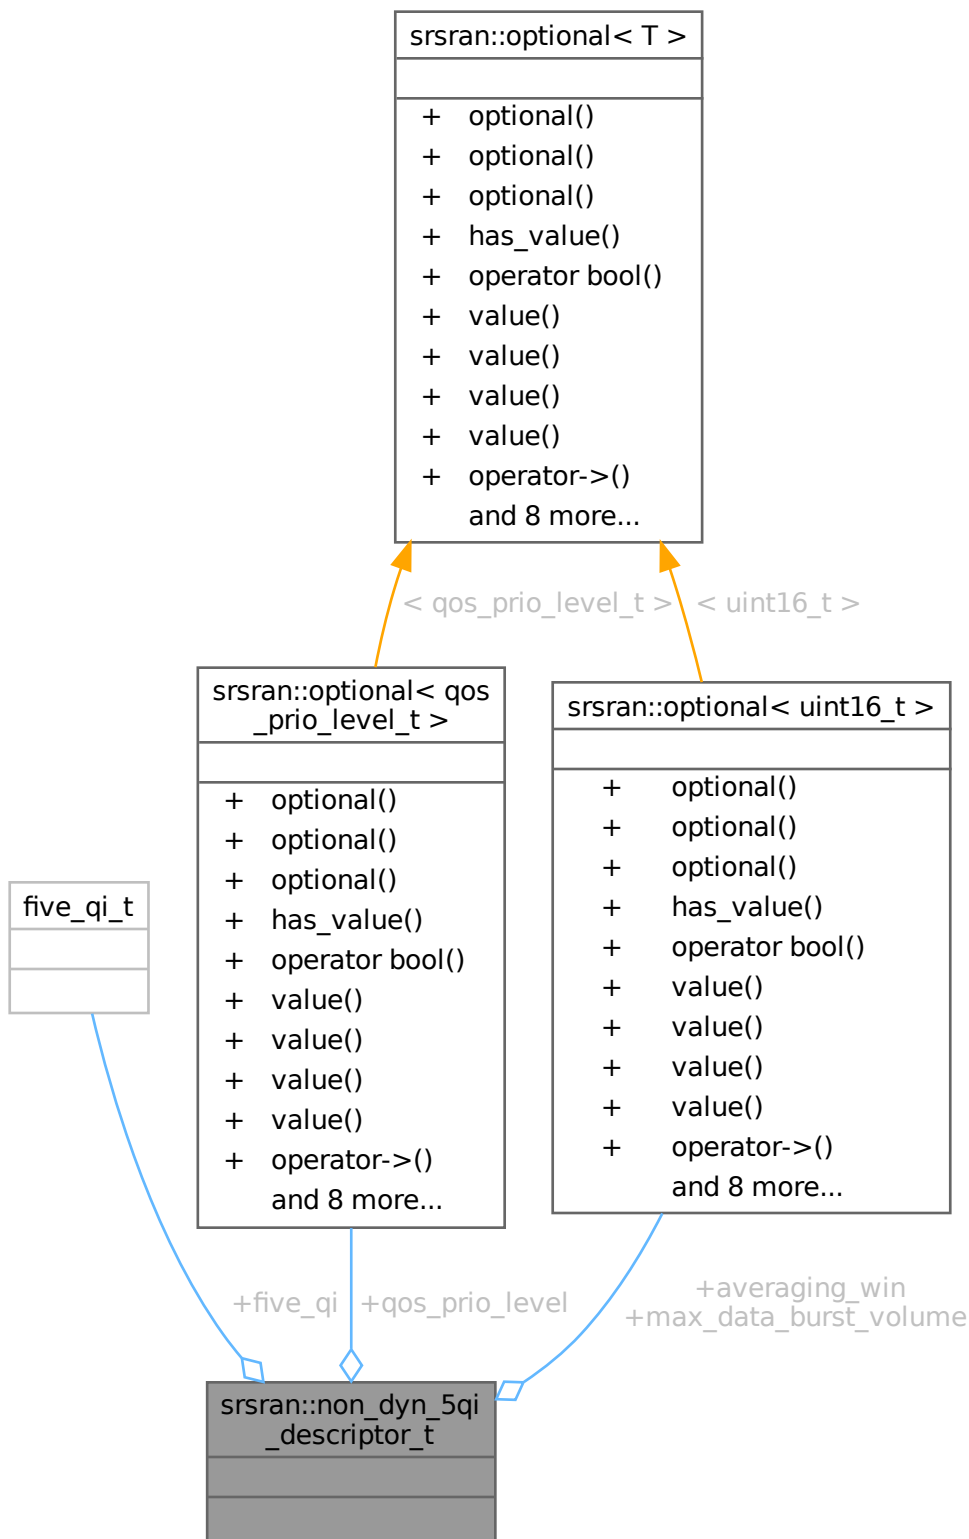 srsran::optional< T >
+ optional()
+ optional()
+ optional()
+ has_value()
+ operator bool()
+ value()
+ value()
+ value()
+ value()
+ operator->()
and 8 more...
< qos_prio_level_t >
< uint16_t >
srsran::optional< qos
_prio_level_t >
+ optional()
+ optional()
+ optional()
+ has_value()
+ operator bool()
+ value()
+ value()
+ value()
+ value()
+ operator->()
and 8 more...
srsran::optional< uint16_t >
+ optional()
+ optional()
+ optional()
+ has_value()
+ operator bool()
+ value()
+ value()
+ value()
+ value()
+ operator->()
and 8 more...
five_qi_t
+five_qi
+qos_prio_level
+averaging_win
+max_data_burst_volume
srsran::non_dyn_5qi
_descriptor_t